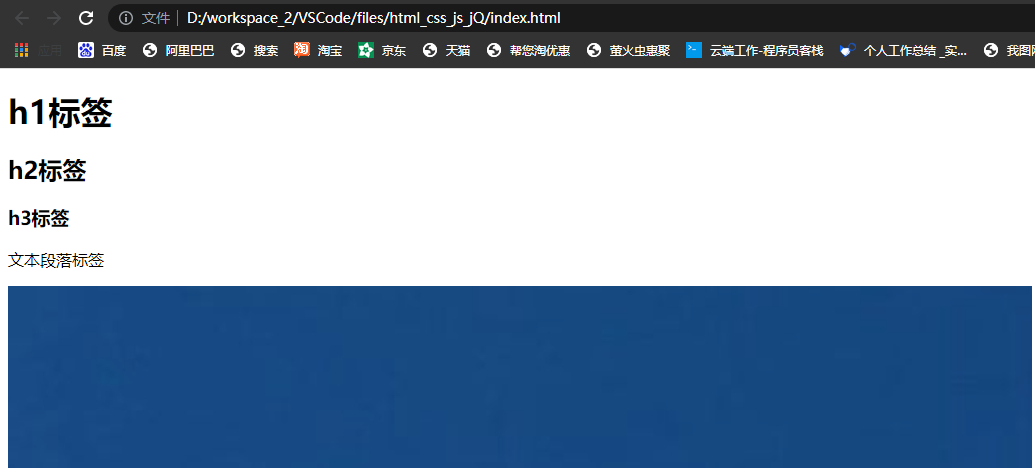 文件 D:/workspace_2/VSCode/files/html_css_js_jQ/index.html
应用 百度 阿里巴巴 搜索 淘宝 京东 天猫 帮您淘优惠 萤火虫惠聚 云端工作-程序员客栈 个人工作总结 _实... 我图网
h1标签
h2标签
h3标签
文本段落标签